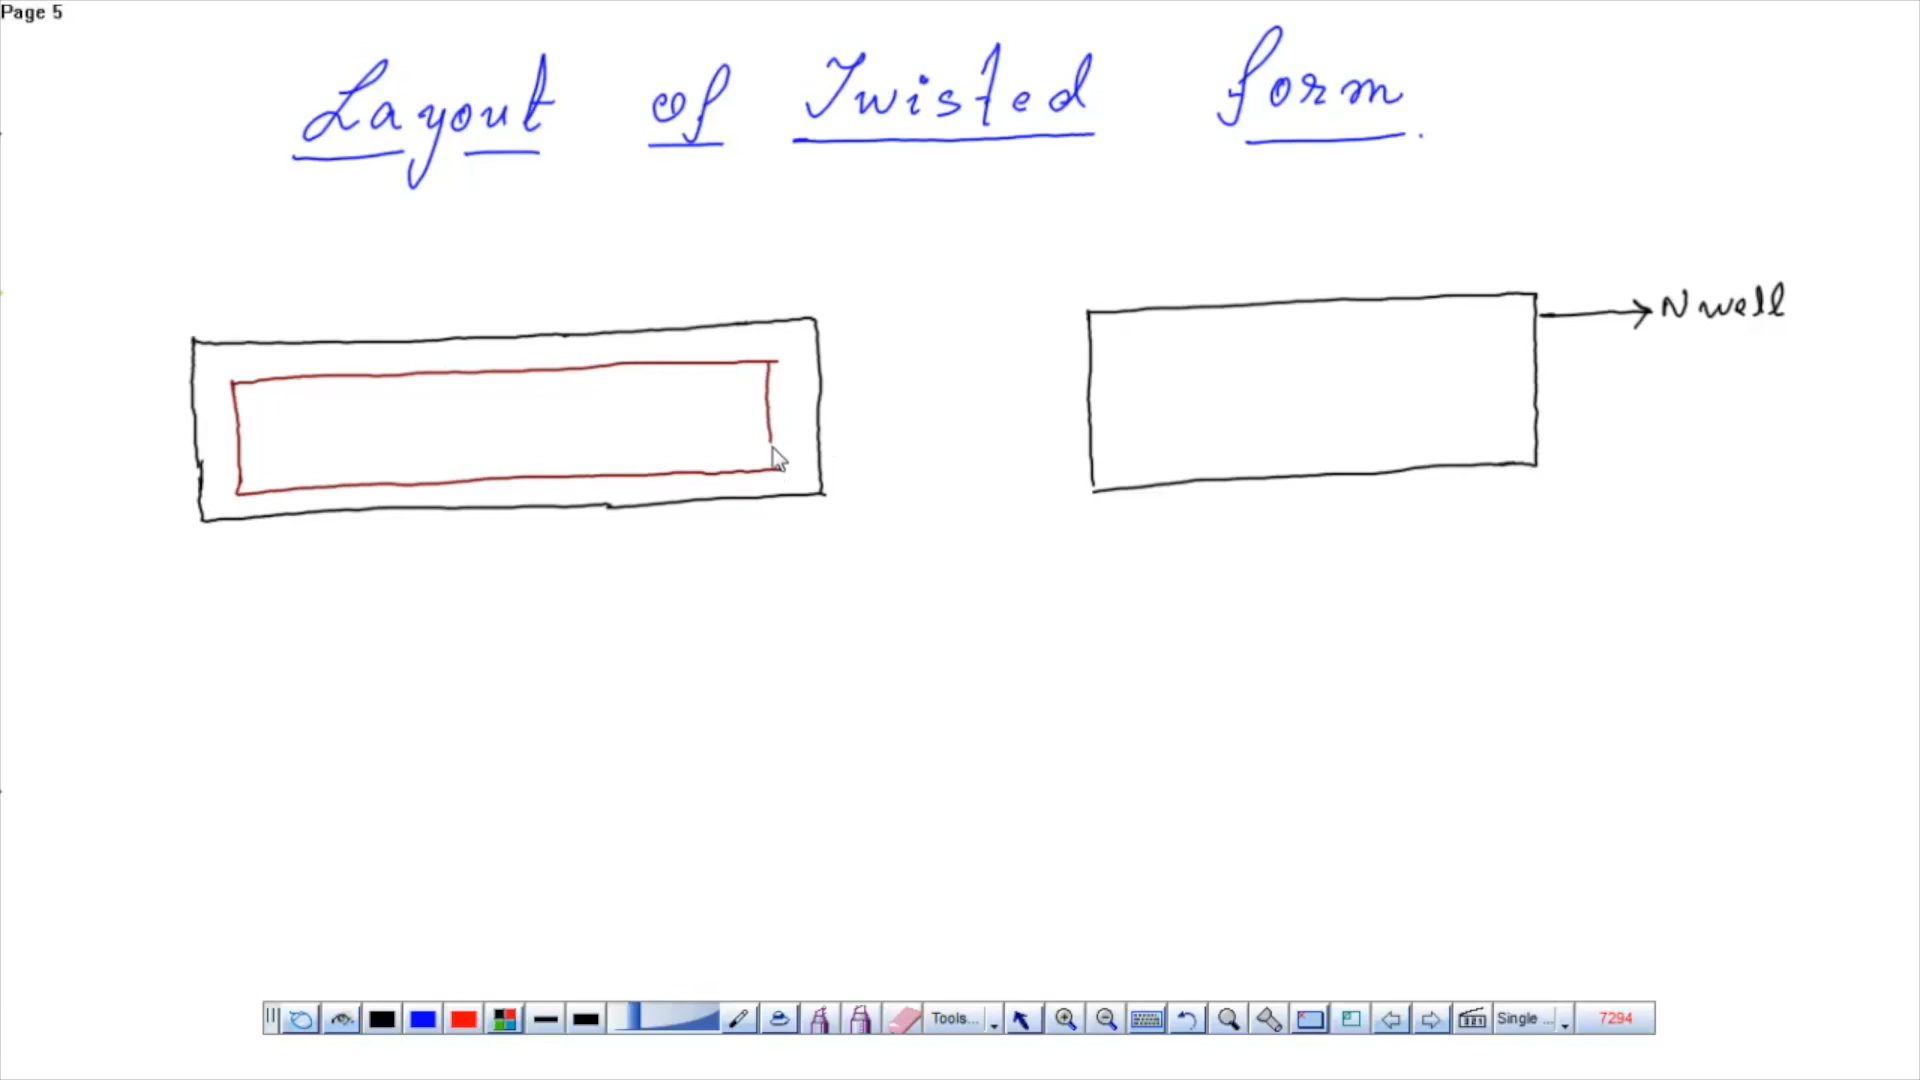 Page 5
Layout of Twisted form.
N well
Tools...
Single ...
7294